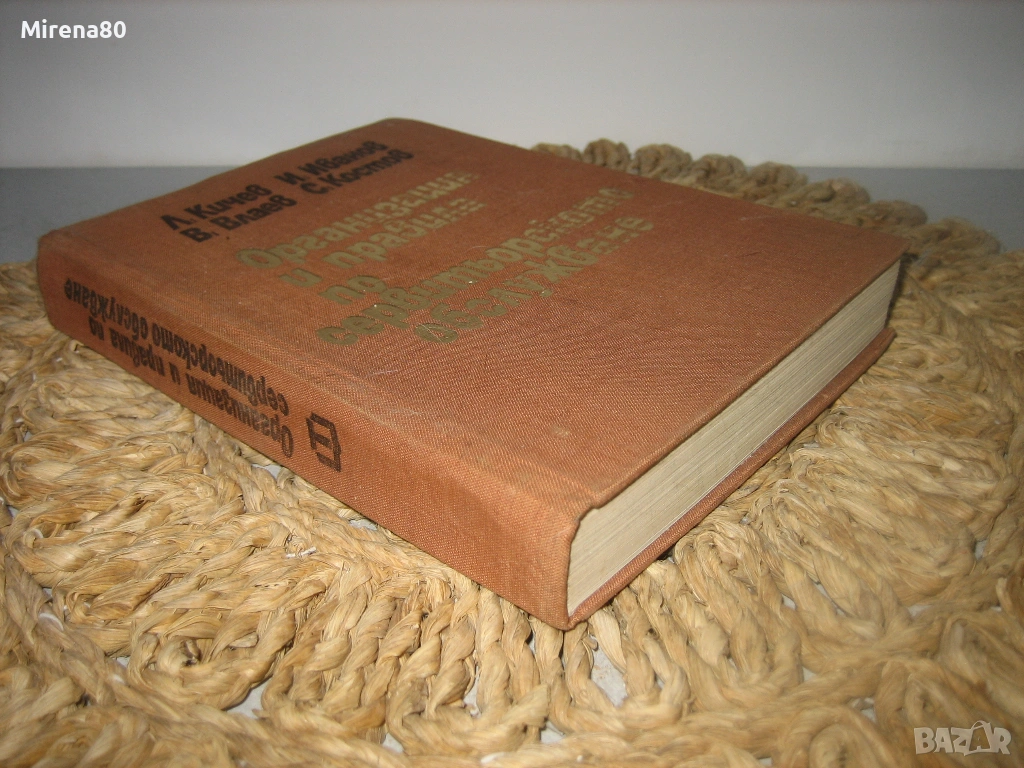 Mirena80
Л. Кичев И. Иванов
В. Влаев С. Костов
Организация
и правила
по
сервитьорското
обслужване
Организация и правила по
сервитьорското обслужване
BAZAR